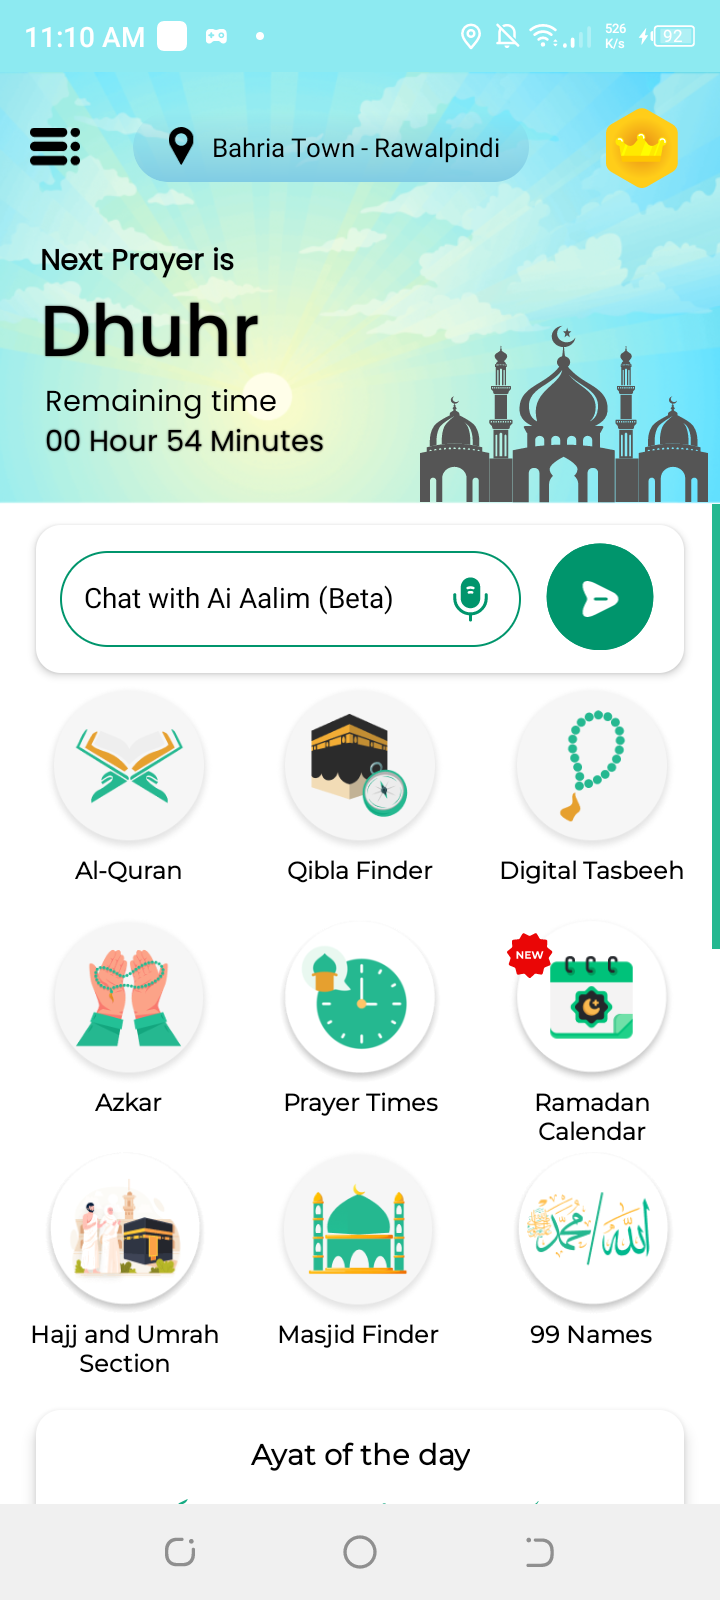 11:10 AM
526
K/s
92
Bahria Town - Rawalpindi
Next Prayer is
Dhuhr
Remaining time
00 Hour 54 Minutes
Chat with Ai Aalim (Beta)
Al-Quran
Qibla Finder
Digital Tasbeeh
NEW
Azkar
Prayer Times
Ramadan
Calendar
محمد/الله
Hajj and Umrah
Section
Masjid Finder
99 Names
Ayat of the day